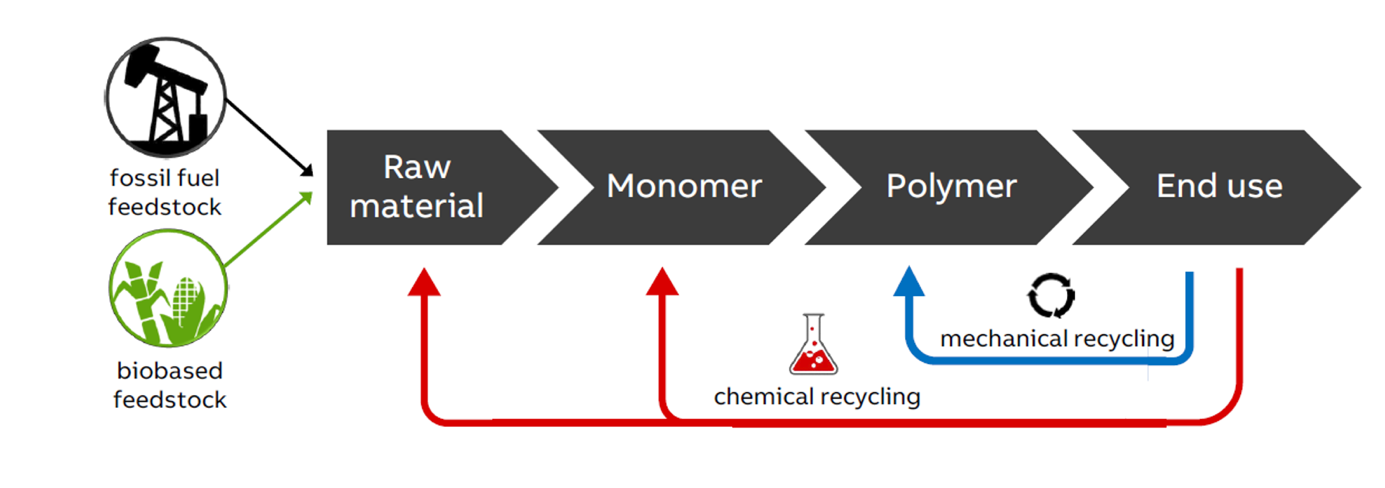 fossil fuel
feedstock
biobased
feedstock
Raw
material
Monomer
Polymer
End use
mechanical recycling
chemical recycling